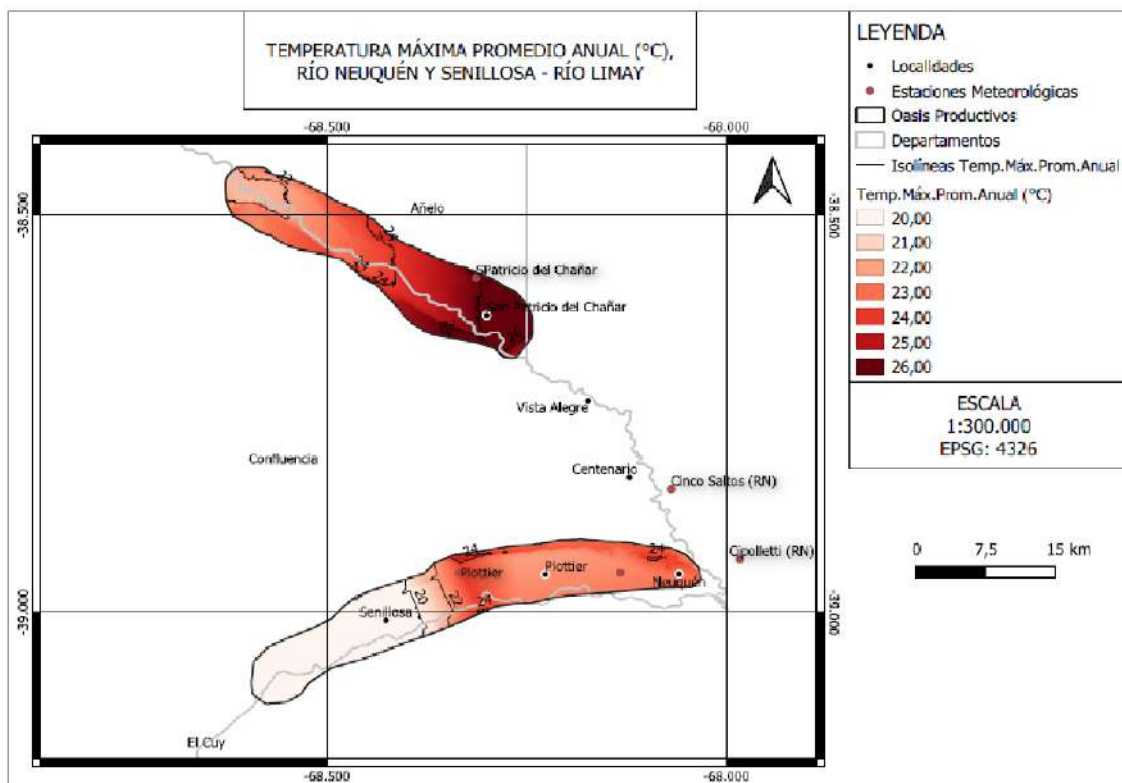 TEMPERATURA MÁXIMA PROMEDIO ANUAL (°C),
RÍO NEUQUÉN Y SENILLOSA - RÍO LIMAY
LEYENDA
Localidades
Estaciones Meteorológicas
Oasis Productivos
Departamentos
Isolíneas Temp.Máx.Prom.Anual
Temp.Máx.Prom.Anual (°C)
20,00
21,00
22,00
23,00
24,00
25,00
26,00
ESCALA
1:300.000
EPSG: 4326
0 7,5 15 km
-68.500 -68.000
-38.500 -38.500
Añelo
SPatricio del Chañar
San Patricio del Chañar
Vista Alegre
Confluencia
Centenario
Cinco Saltos (RN)
Cipolletti (RN)
24 24
Plottier Plottier
Neuquén
20 22 24
Senillosa
-39.000 -39.000
El Cuy
-68.500 -68.000